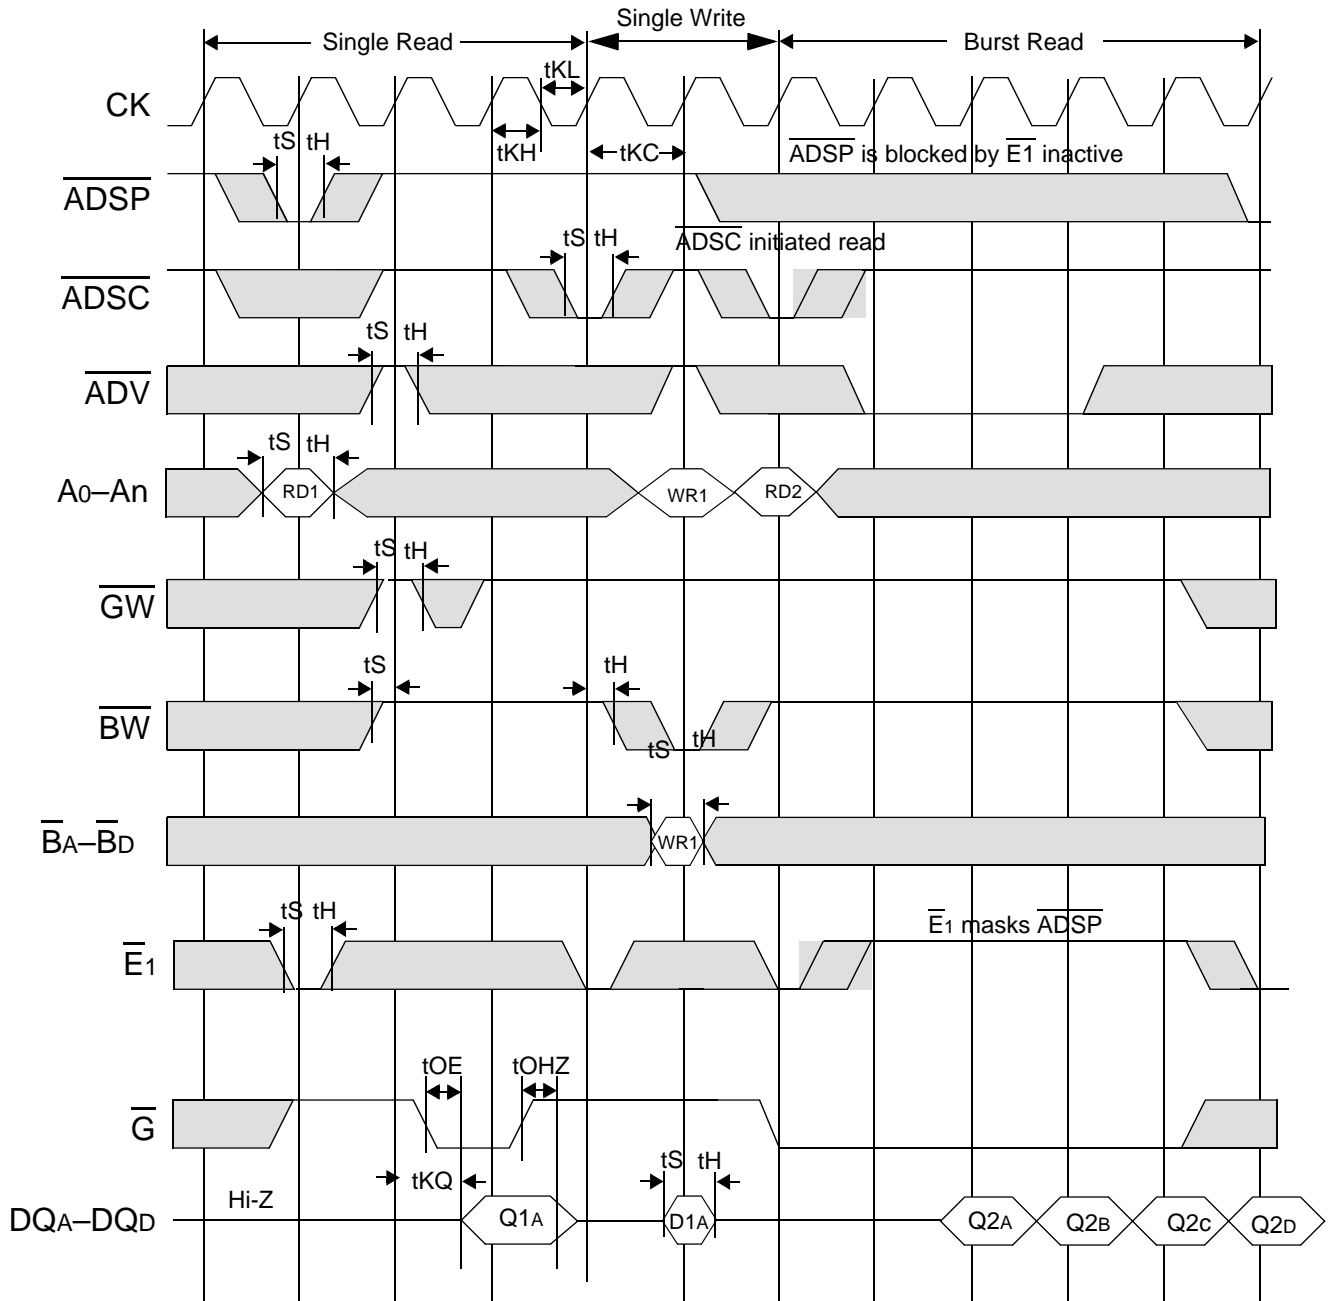 Single Write
Single Read
Burst Read
tKL
CK
tS tH
tKH
tKC
ADSP is blocked by E1 inactive
ADSP
tS tH
ADSC initiated read
ADSC
tS tH
ADV
tS tH
A0–An
RD1
WR1
RD2
tS tH
GW
tS
tH
BW
tS tH
BA–BD
WR1
tS tH
E1 masks ADSP
E1
tOE
tOHZ
G
tKQ
tS tH
Hi-Z
DQA–DQD
Q1A
D1A
Q2A
Q2B
Q2C
Q2D